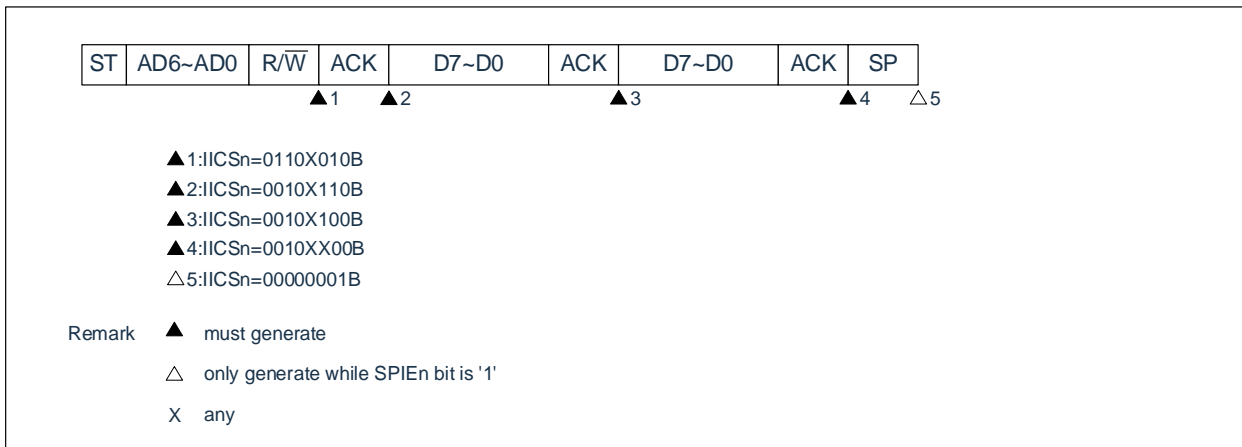 ST AD6~AD0 R/W̅ ACK D7~D0 ACK D7~D0 ACK SP
▲1 ▲2 ▲3 ▲4 △5
▲1:IICSn=0110X010B
▲2:IICSn=0010X110B
▲3:IICSn=0010X100B
▲4:IICSn=0010XX00B
△5:IICSn=00000001B
Remark ▲ must generate
△ only generate while SPIEn bit is '1'
X any